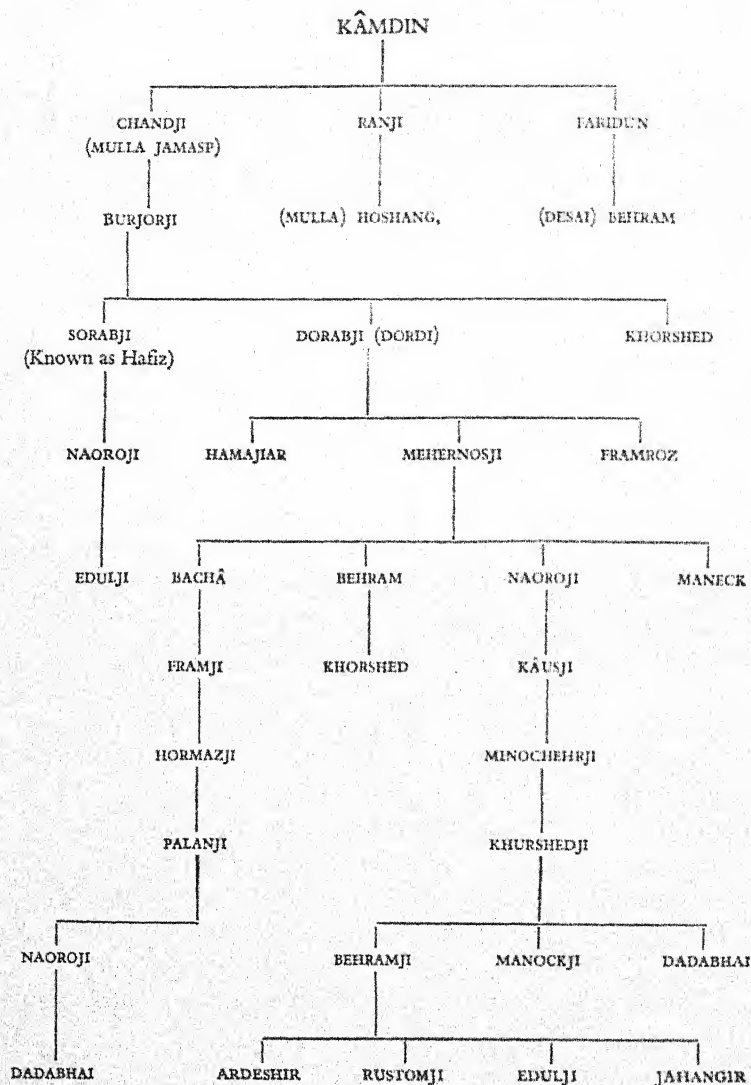 KÂMDIN
CHANDJI RANJI FARIDUN
(MULLA JAMASP)
BURJORJI (MULLA) HOSHANG, (DESAI) BEHRAM
SORABJI DORABJI (DORDI) KHORSHED
(Known as Hafiz)
NAOROJI HAMAJIAR MEHERNOSJI FRAMROZ
EDULJI BACHÂ BEHRAM NAOROJI MANECK
FRAMJI KHORSHED KÂUSJI
HORMAZJI MINOCHEHRJI
PALANJI KHURSHEDJI
NAOROJI BEHRAMJI MANOCKJI DADABHAI
DADABHAI ARDESHIR RUSTOMJI EDULJI JAHANGIR